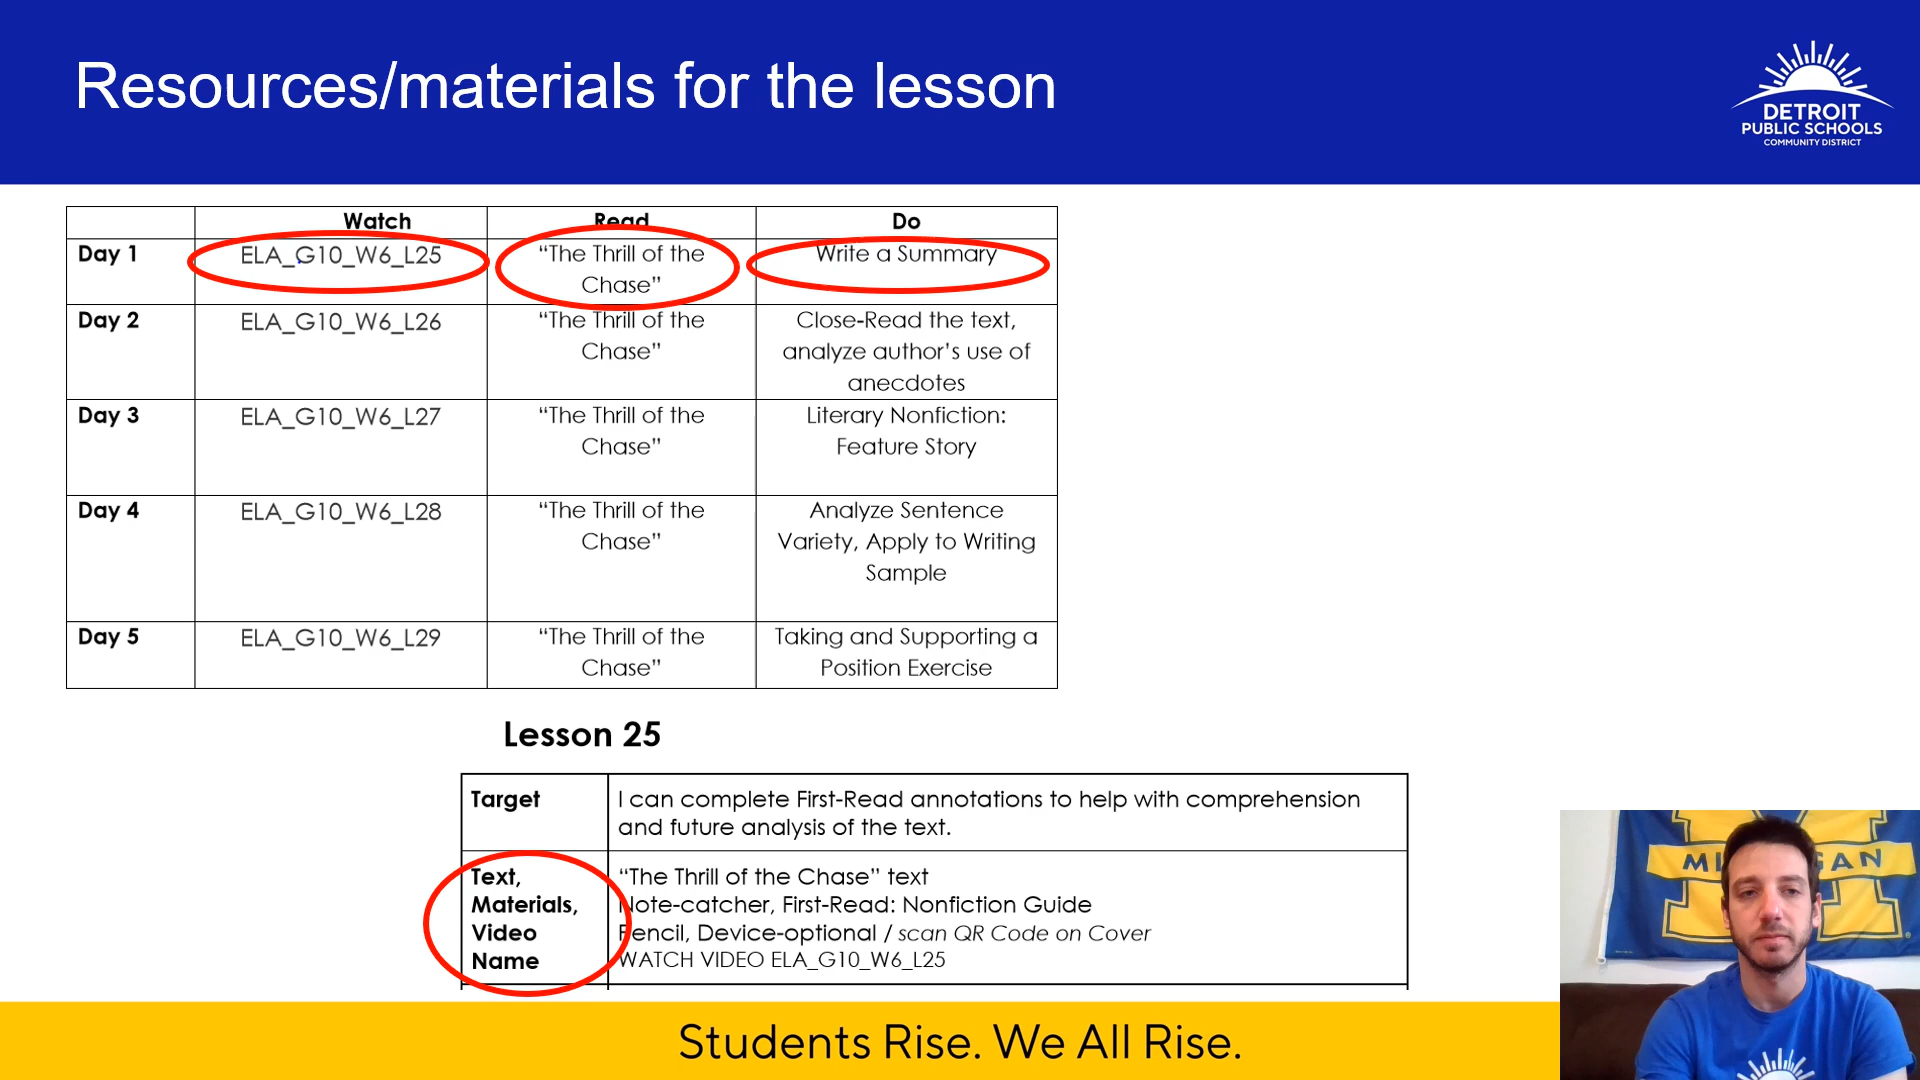 Resources/materials for the lesson
DETROIT
PUBLIC SCHOOLS
COMMUNITY DISTRICT
Watch Read Do
Day 1 ELA_G10_W6_L25 “The Thrill of the Write a Summary
Chase”
Day 2 ELA_G10_W6_L26 “The Thrill of the Close-Read the text,
Chase” analyze author’s use of
anecdotes
Day 3 ELA_G10_W6_L27 “The Thrill of the Literary Nonfiction:
Chase” Feature Story
Day 4 ELA_G10_W6_L28 “The Thrill of the Analyze Sentence
Chase” Variety, Apply to Writing
Sample
Day 5 ELA_G10_W6_L29 “The Thrill of the Taking and Supporting a
Chase” Position Exercise
Lesson 25
Target I can complete First-Read annotations to help with comprehension
and future analysis of the text.
Text, “The Thrill of the Chase” text
Materials, Note-catcher, First-Read: Nonfiction Guide
Video Pencil, Device-optional / scan QR Code on Cover
Name WATCH VIDEO ELA_G10_W6_L25
Students Rise. We All Rise.